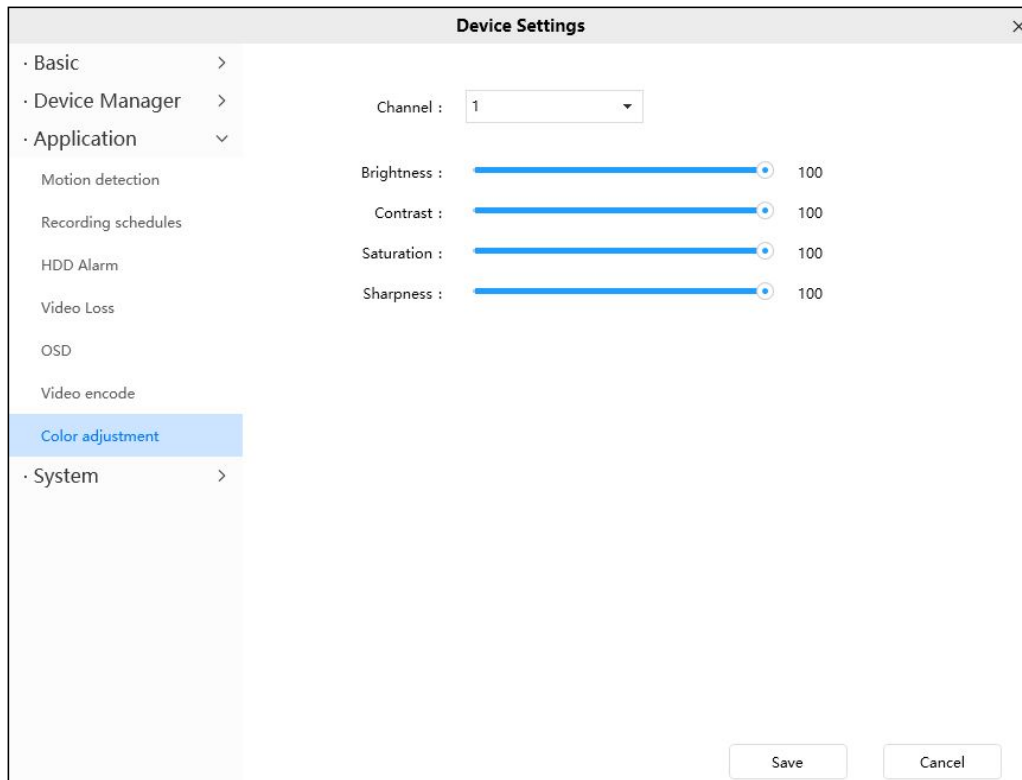 Device Settings
· Basic
· Device Manager
· Application
Motion detection
Recording schedules
HDD Alarm
Video Loss
OSD
Video encode
Color adjustment
· System
Channel : 1
Brightness : 100
Contrast : 100
Saturation : 100
Sharpness : 100
Save Cancel